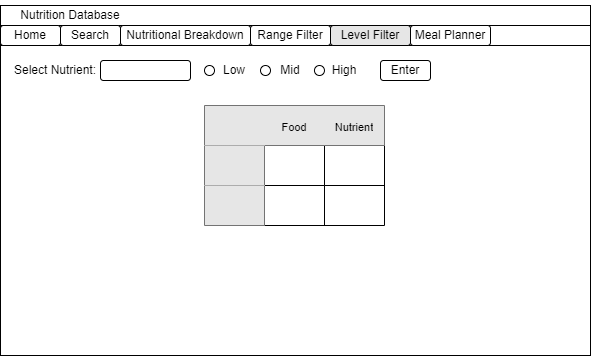 Nutrition Database
Home Search Nutritional Breakdown Range Filter Level Filter Meal Planner
Select Nutrient: Low Mid High Enter
Food Nutrient